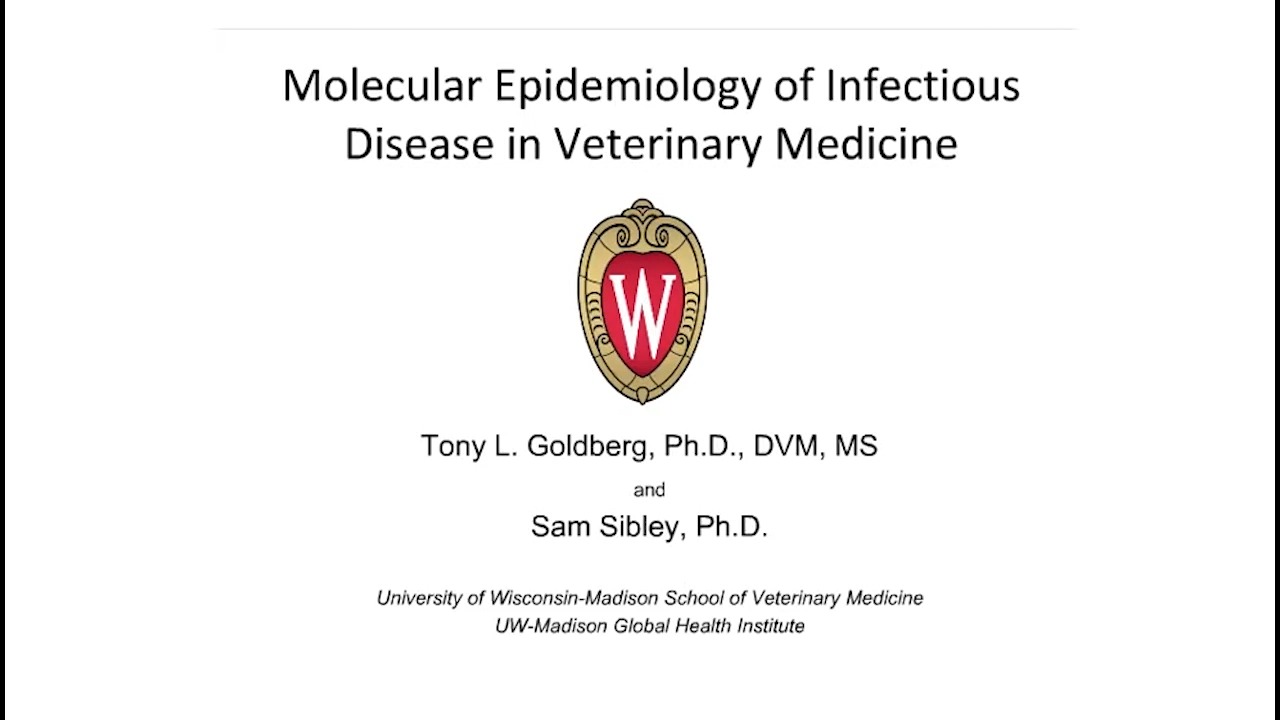 Molecular Epidemiology of Infectious
Disease in Veterinary Medicine
W
Tony L. Goldberg, Ph.D., DVM, MS
and
Sam Sibley, Ph.D.
University of Wisconsin-Madison School of Veterinary Medicine
UW-Madison Global Health Institute